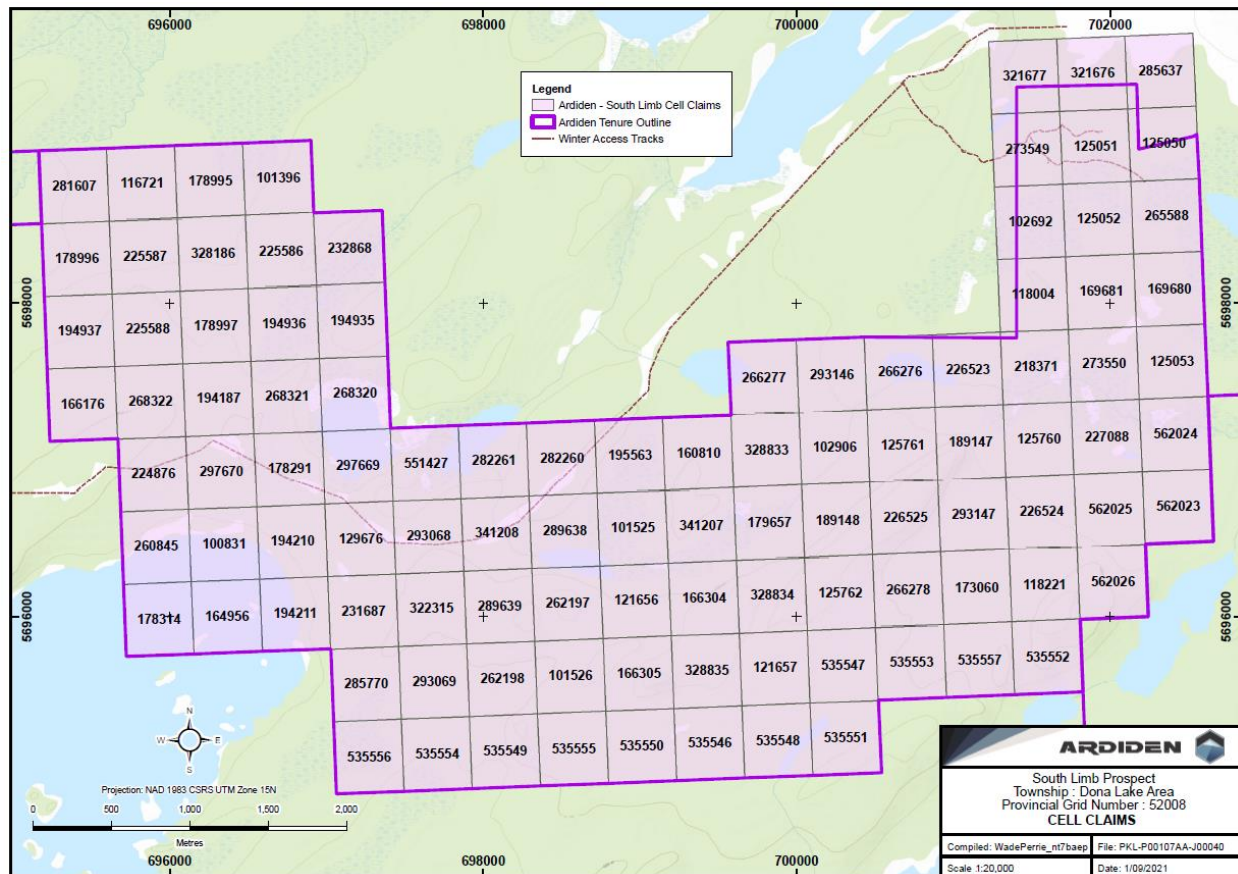 696000 698000 700000 702000
Legend
Ardiden - South Limb Cell Claims
Ardiden Tenure Outline
Winter Access Tracks
321677 321676 285637
273549 125051 125050
281607 116721 178995 101396
102692 125052 265588
178996 225587 328186 225586 232868
5698000 118004 169681 169680 5698000
194937 225588 178997 194936 194935
266277 293146 266276 226523 218371 273550 125053
166176 268322 194187 268321 268320
224876 297670 178291 297669 551427 282261 282260 195563 160810 328833 102906 125761 189147 125760 227088 562024
260845 100831 194210 129676 293068 341208 289638 101525 341207 179657 189148 226525 293147 226524 562025 562023
5696000 178314 164956 194211 231687 322315 289639 262197 121656 166304 328834 125762 266278 173060 118221 562026 5696000
285770 293069 262198 101526 166305 328835 121657 535547 535553 535557 535552
535556 535554 535549 535555 535550 535546 535548 535551
N
W E
S
Projection: NAD 1983 CSRS UTM Zone 15N
0 500 1,000 1,500 2,000
Metres
696000 698000 700000
ARDIDEN
South Limb Prospect
Township : Dona Lake Area
Provincial Grid Number : 52008
CELL CLAIMS
Compiled: WadePerrie_nt7baep File: PKL-P00107AA-J00040
Scale 1:20,000 Date: 1/09/2021